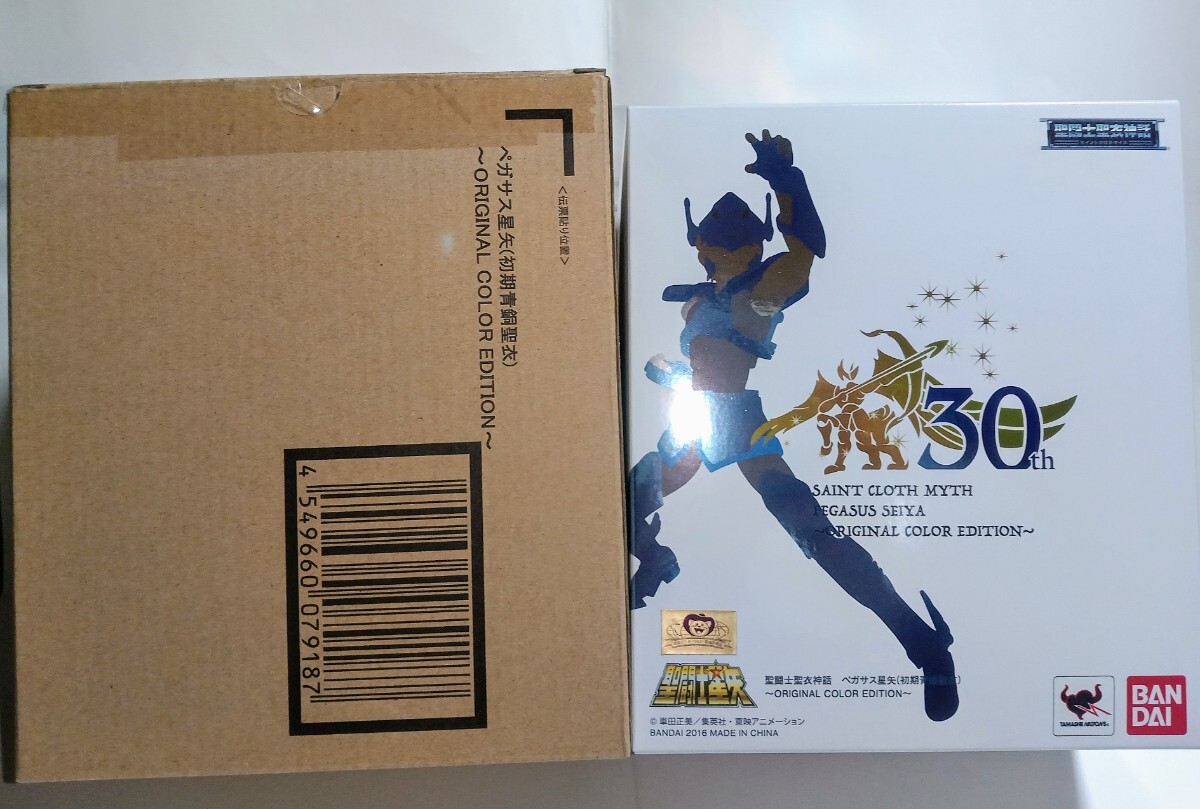 <伝票貼り位置>
ペガサス星矢(初期青銅聖衣)
～ORIGINAL COLOR EDITION～
4 549660 079187
聖闘士聖衣神話
30th
SAINT CLOTH MYTH
PEGASUS SEIYA
～ORIGINAL COLOR EDITION～
聖闘士星矢
聖闘士聖衣神話 ペガサス星矢(初期青銅聖衣)
～ORIGINAL COLOR EDITION～
© 車田正美／集英社・東映アニメーション
BANDAI 2016 MADE IN CHINA
TAMASHII NATIONS
BAN
DAI